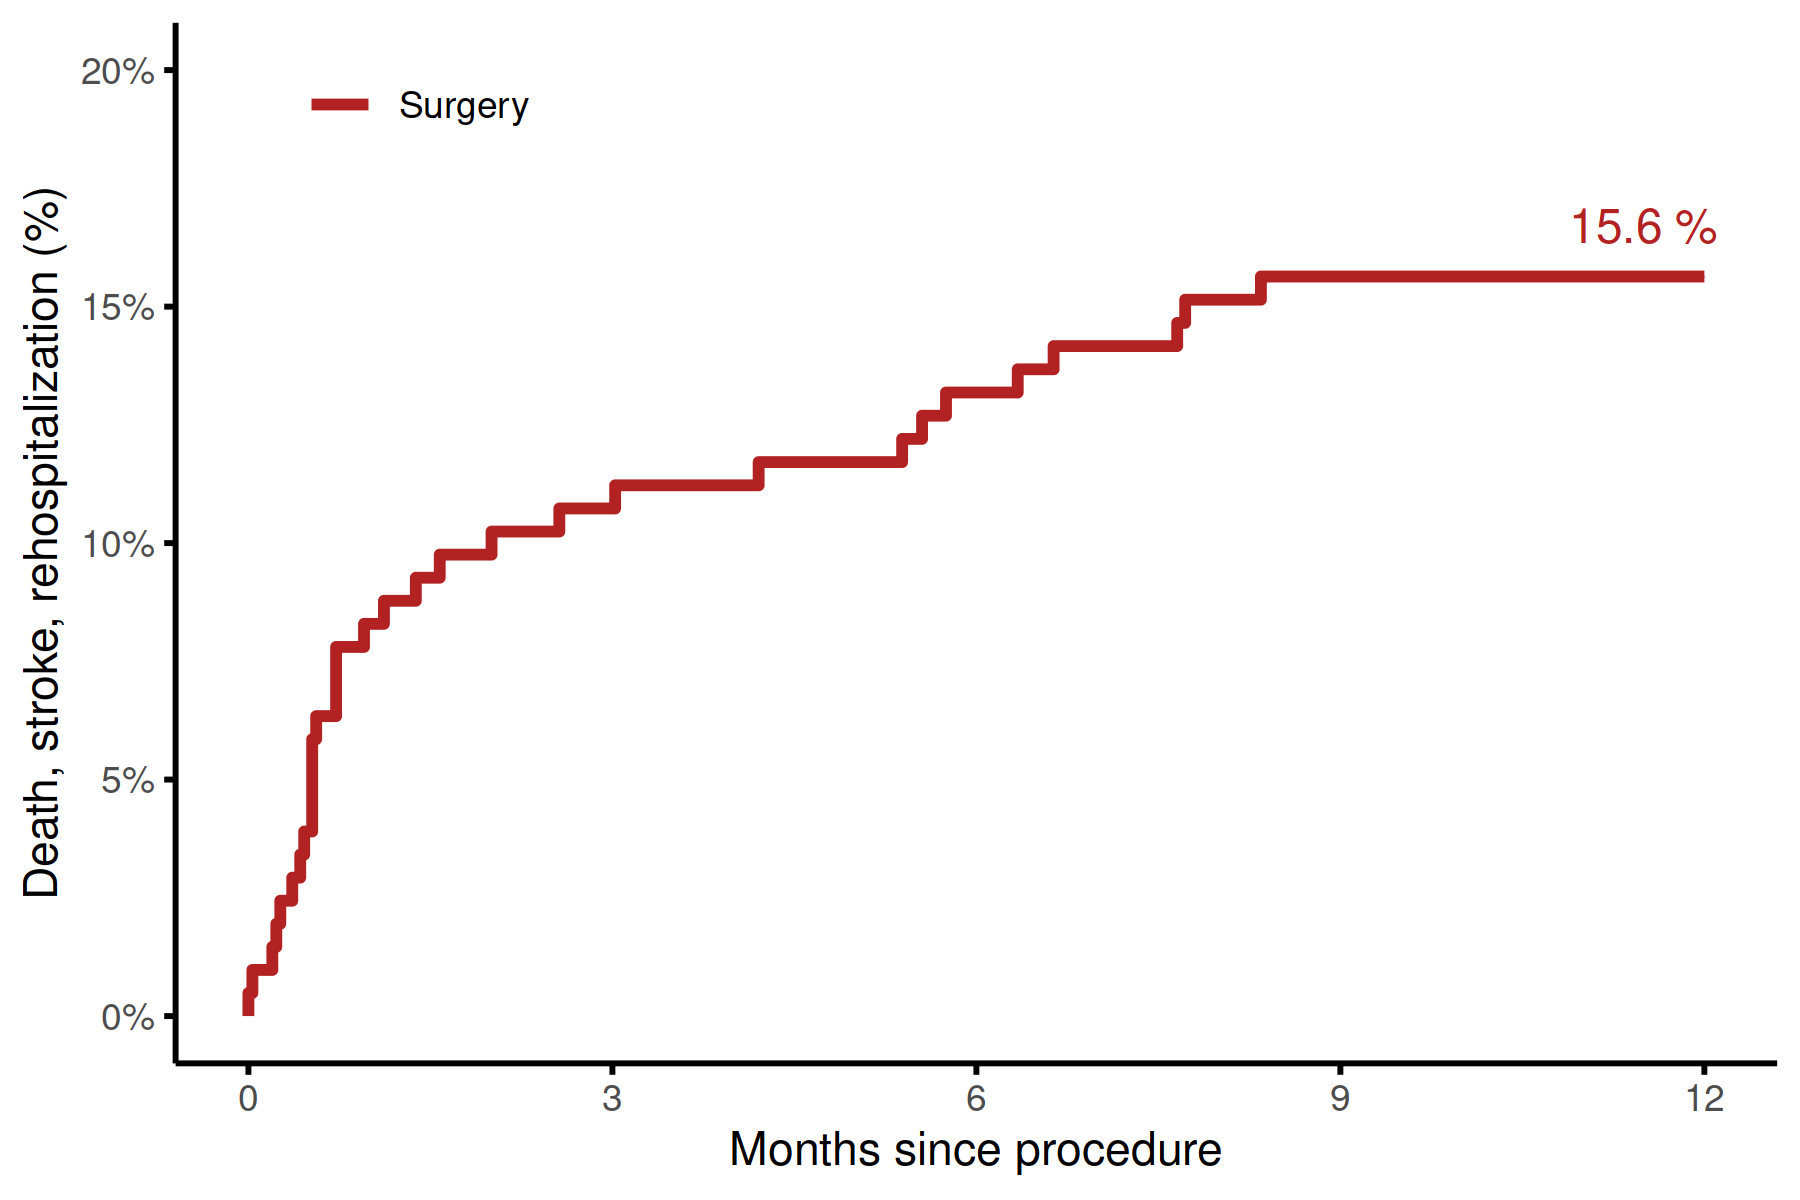 20%
Surgery
15.6 %
15%
10%
5%
0%
Death, stroke, rehospitalization (%)
0 3 6 9 12
Months since procedure